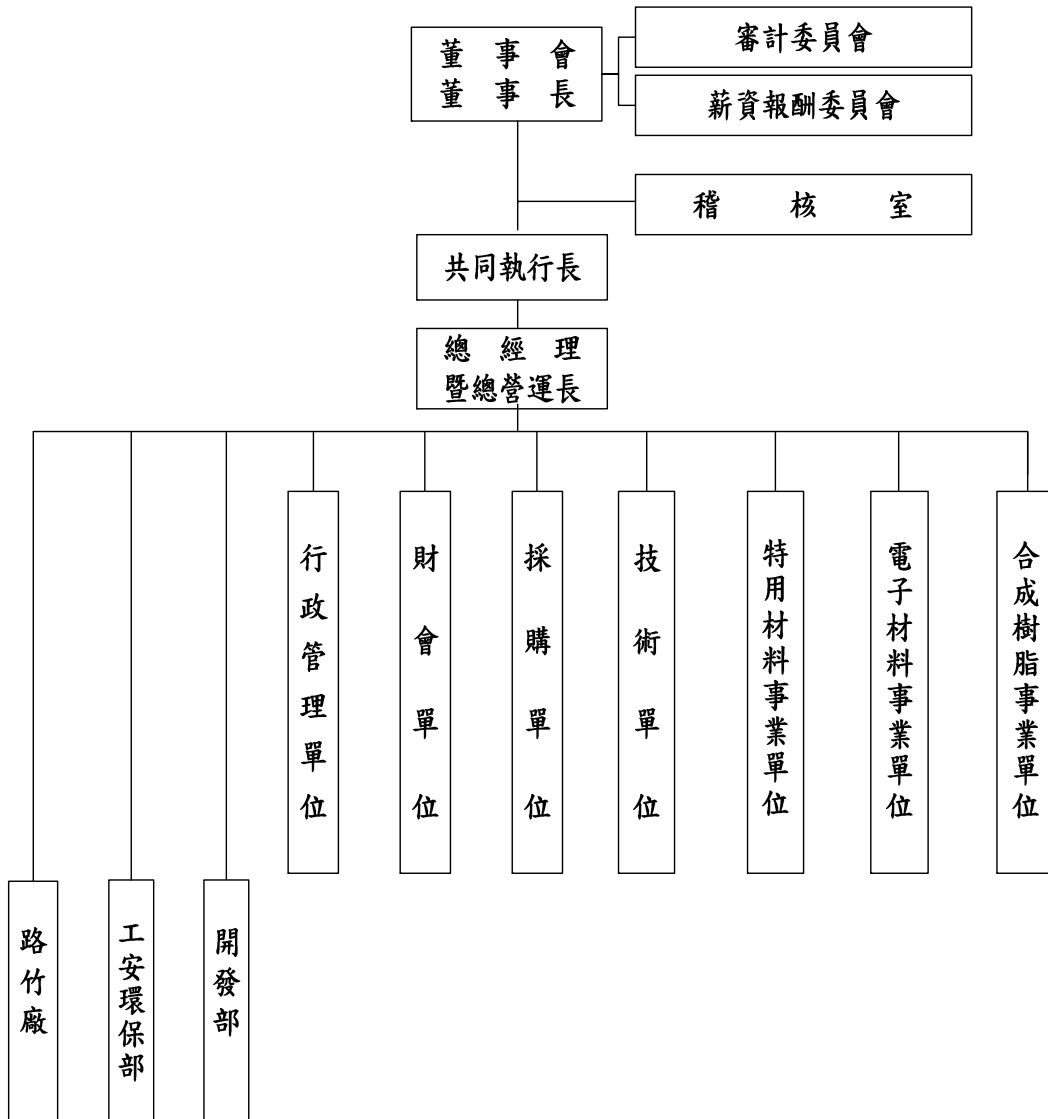 董事會
董事長
審計委員會
薪資報酬委員會
稽核室
共同執行長
總經理
暨總營運長
行政管理單位
財會單位
採購單位
技術單位
特用材料事業單位
電子材料事業單位
合成樹脂事業單位
路竹廠
工安環保部
開發部